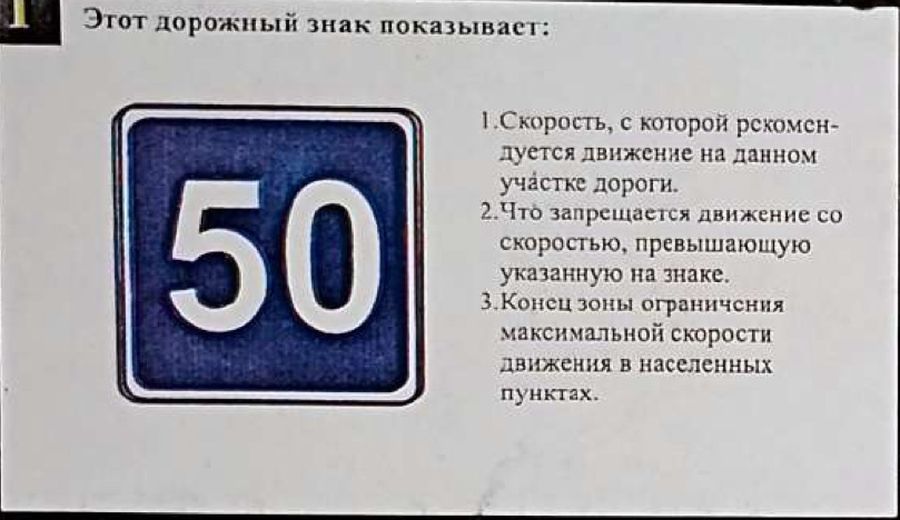 1 Этот дорожный знак показывает:
50
1.Скорость, с которой рекомен-
дуется движение на данном
участке дороги.
2.Что запрещается движение со
скоростью, превышающую
указанную на знаке.
3.Конец зоны ограничения
максимальной скорости
движения в населенных
пунктах.